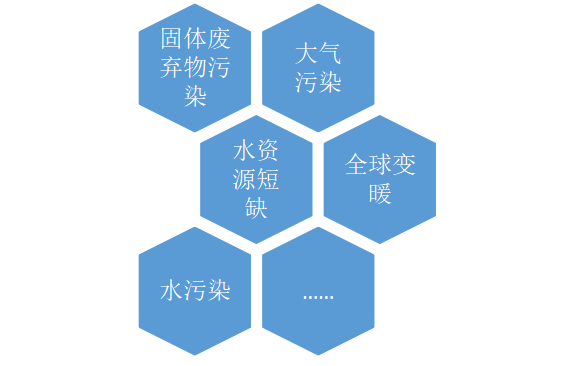 固体废
弃物污
染
大气
污染
水资
源短
缺
全球变
暖
水污染
......